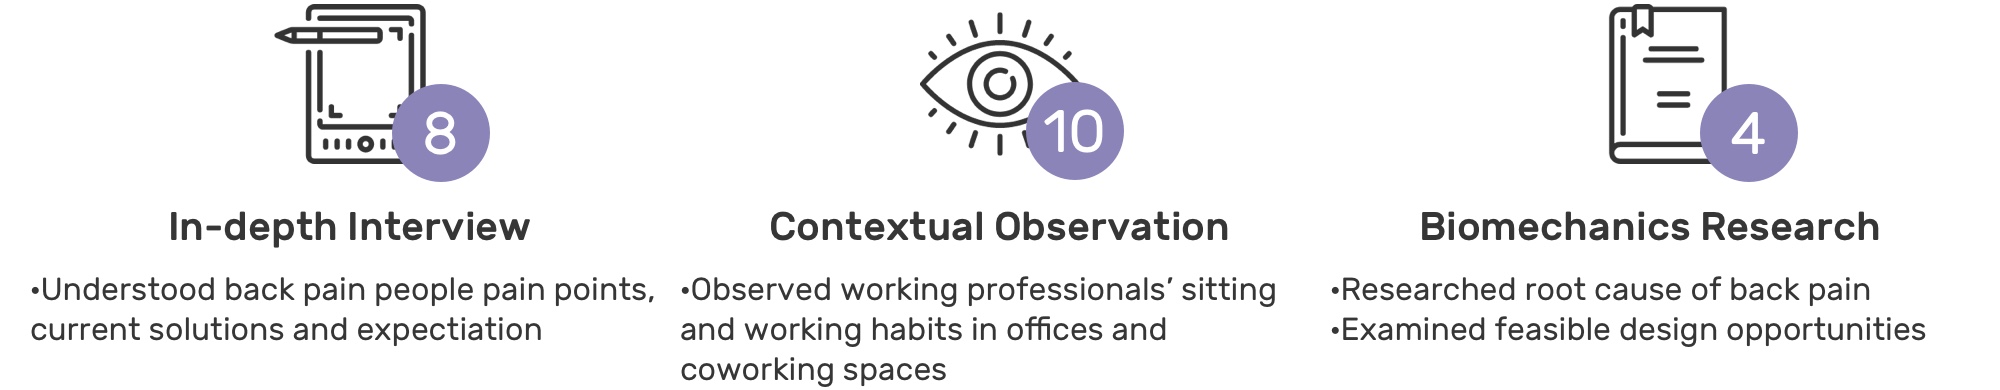 8
In-depth Interview
•Understood back pain people pain points,
current solutions and expectiation
10
Contextual Observation
•Observed working professionals’ sitting
and working habits in offices and
coworking spaces
4
Biomechanics Research
•Researched root cause of back pain
•Examined feasible design opportunities